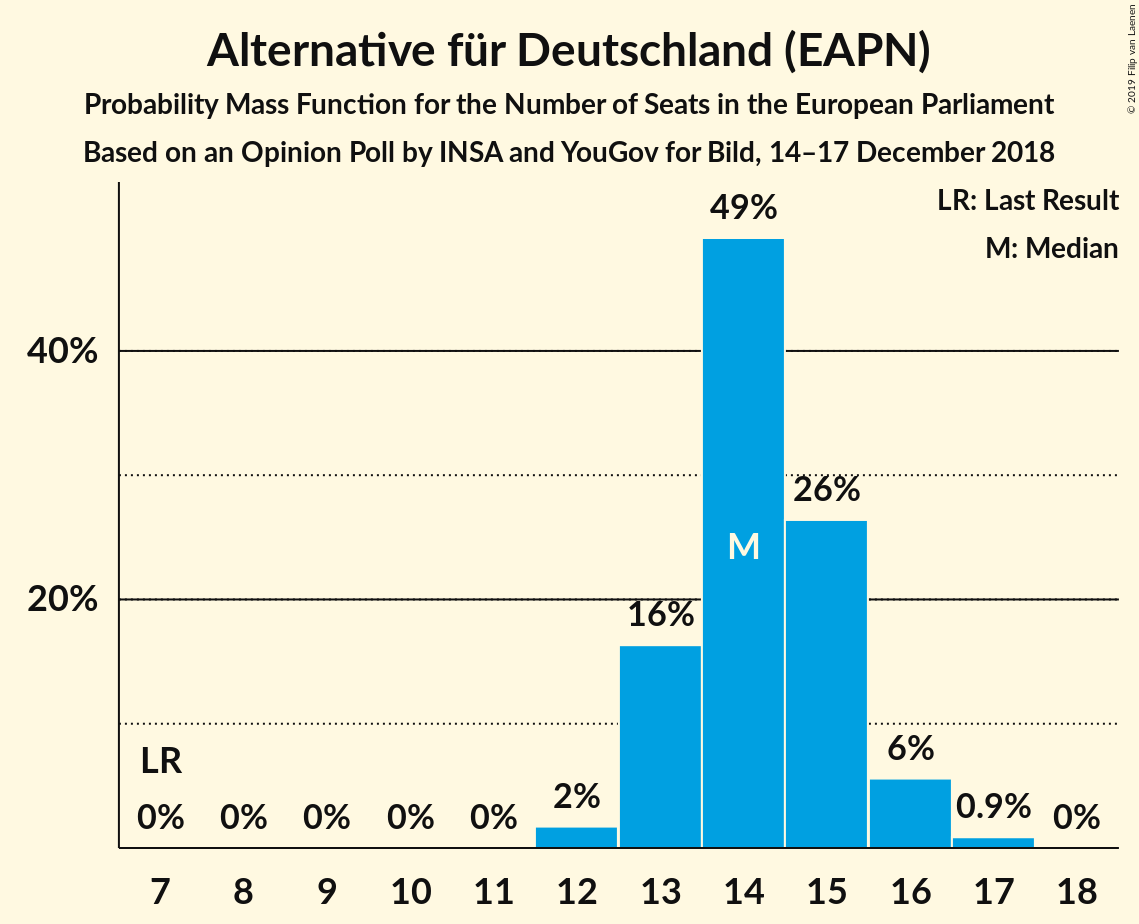 Alternative für Deutschland (EAPN)
Probability Mass Function for the Number of Seats in the European Parliament
Based on an Opinion Poll by INSA and YouGov for Bild, 14–17 December 2018
© 2019 Filip van Laenen
LR: Last Result
M: Median
49%
40%
26%
M
20%
16%
LR
6%
2%
0.9%
0% 0% 0% 0% 0% 0%
7 8 9 10 11 12 13 14 15 16 17 18